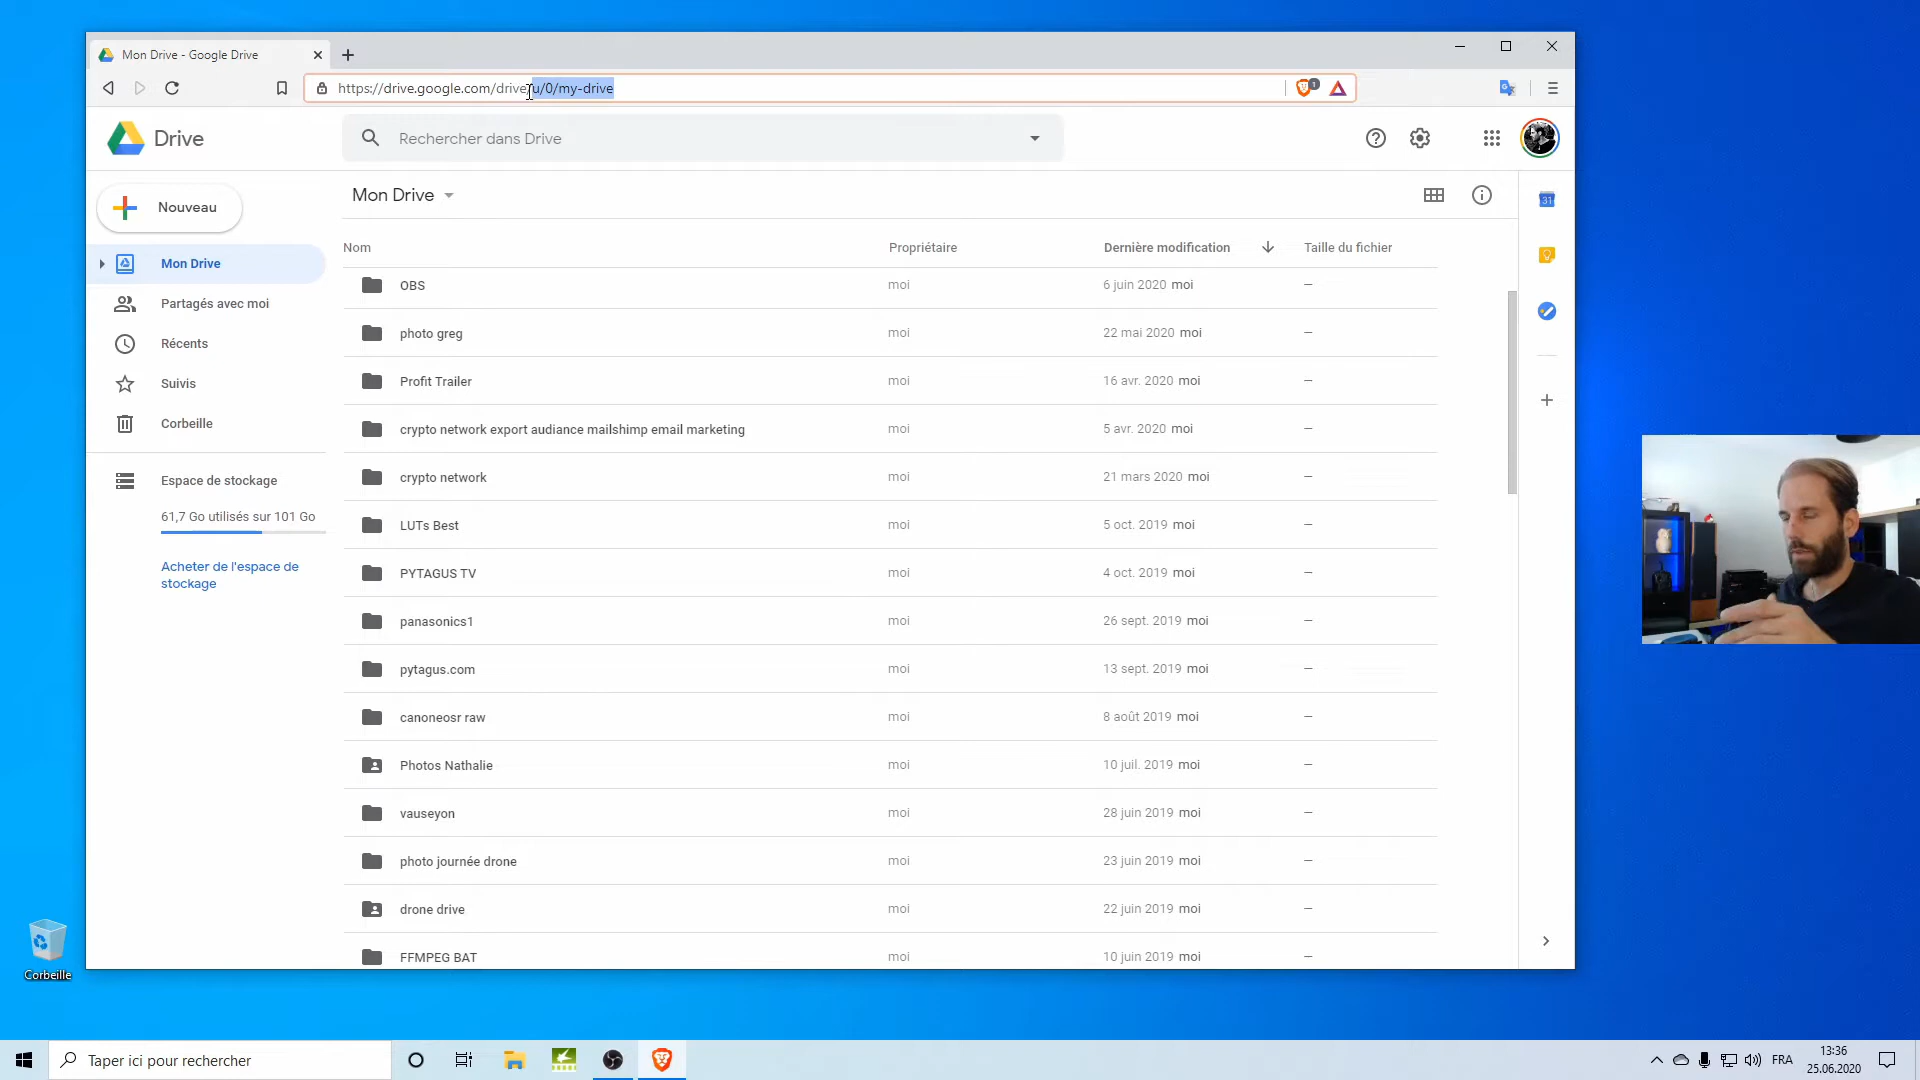 Mon Drive - Google Drive
https://drive.google.com/drive/u/0/my-drive
1
Drive
Rechercher dans Drive
Nouveau
Mon Drive
Partagés avec moi
Récents
Suivis
Corbeille
Espace de stockage
61,7 Go utilisés sur 101 Go
Acheter de l'espace de
stockage
Mon Drive
Nom Propriétaire Dernière modification Taille du fichier
OBS moi 6 juin 2020 moi —
photo greg moi 22 mai 2020 moi —
Profit Trailer moi 16 avr. 2020 moi —
crypto network export audiance mailshimp email marketing moi 5 avr. 2020 moi —
crypto network moi 21 mars 2020 moi —
LUTs Best moi 5 oct. 2019 moi —
PYTAGUS TV moi 4 oct. 2019 moi —
panasonics1 moi 26 sept. 2019 moi —
pytagus.com moi 13 sept. 2019 moi —
canoneosr raw moi 8 août 2019 moi —
Photos Nathalie moi 10 juil. 2019 moi —
vauseyon moi 28 juin 2019 moi —
photo journée drone moi 23 juin 2019 moi —
drone drive moi 22 juin 2019 moi —
FFMPEG BAT moi 10 juin 2019 moi —
31
Corbeille
Taper ici pour rechercher
FRA
13:36
25.06.2020